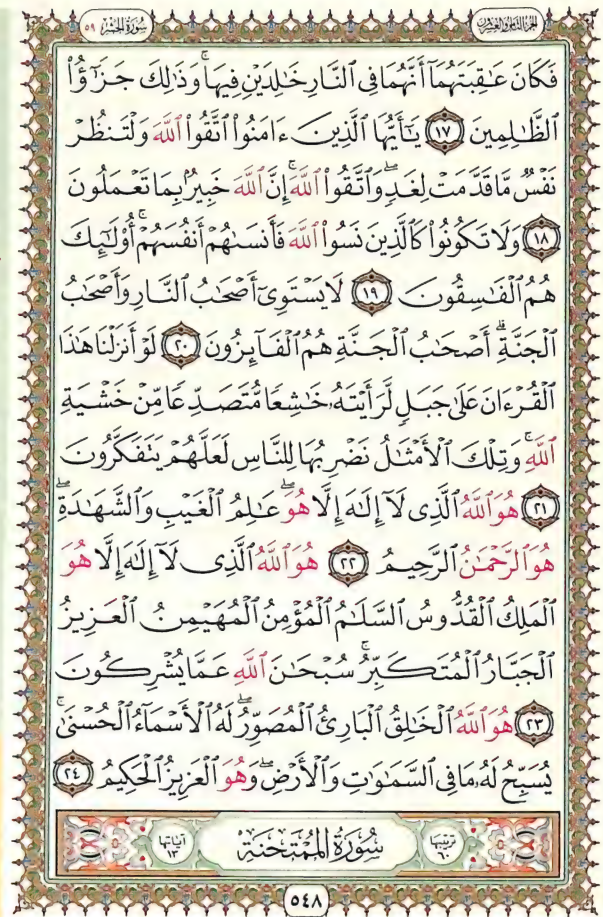 الجزء الثامن والعشرون
سورة الحشر ٥٩
فَكَانَ عَـٰقِبَتَهُمَآ أَنَّهُمَا فِى ٱلنَّارِ خَـٰلِدَيْنِ فِيهَا ۚ وَذَٰلِكَ جَزَٰٓؤُا۟
ٱلظَّـٰلِمِينَ ١٧ يَـٰٓأَيُّهَا ٱلَّذِينَ ءَامَنُوا۟ ٱتَّقُوا۟ ٱللَّهَ وَلْتَنظُرْ
نَفْسٌ مَّا قَدَّمَتْ لِغَدٍ ۖ وَٱتَّقُوا۟ ٱللَّهَ ۚ إِنَّ ٱللَّهَ خَبِيرٌۢ بِمَا تَعْمَلُونَ
١٨ وَلَا تَكُونُوا۟ كَٱلَّذِينَ نَسُوا۟ ٱللَّهَ فَأَنسَىٰهُمْ أَنفُسَهُمْ ۚ أُو۟لَـٰٓئِكَ
هُمُ ٱلْفَـٰسِقُونَ ١٩ لَا يَسْتَوِىٓ أَصْحَـٰبُ ٱلنَّارِ وَأَصْحَـٰبُ
ٱلْجَنَّةِ ۚ أَصْحَـٰبُ ٱلْجَنَّةِ هُمُ ٱلْفَآئِزُونَ ٢٠ لَوْ أَنزَلْنَا هَـٰذَا
ٱلْقُرْءَانَ عَلَىٰ جَبَلٍ لَّرَأَيْتَهُۥ خَـٰشِعًا مُّتَصَدِّعًا مِّنْ خَشْيَةِ
ٱللَّهِ ۚ وَتِلْكَ ٱلْأَمْثَـٰلُ نَضْرِبُهَا لِلنَّاسِ لَعَلَّهُمْ يَتَفَكَّرُونَ
٢١ هُوَ ٱللَّهُ ٱلَّذِى لَآ إِلَـٰهَ إِلَّا هُوَ ۖ عَـٰلِمُ ٱلْغَيْبِ وَٱلشَّهَـٰدَةِ ۖ
هُوَ ٱلرَّحْمَـٰنُ ٱلرَّحِيمُ ٢٢ هُوَ ٱللَّهُ ٱلَّذِى لَآ إِلَـٰهَ إِلَّا هُوَ
ٱلْمَلِكُ ٱلْقُدُّوسُ ٱلسَّلَـٰمُ ٱلْمُؤْمِنُ ٱلْمُهَيْمِنُ ٱلْعَزِيزُ
ٱلْجَبَّارُ ٱلْمُتَكَبِّرُ ۚ سُبْحَـٰنَ ٱللَّهِ عَمَّا يُشْرِكُونَ
٢٣ هُوَ ٱللَّهُ ٱلْخَـٰلِقُ ٱلْبَارِئُ ٱلْمُصَوِّرُ ۖ لَهُ ٱلْأَسْمَآءُ ٱلْحُسْنَىٰ ۚ
يُسَبِّحُ لَهُۥ مَا فِى ٱلسَّمَـٰوَٰتِ وَٱلْأَرْضِ ۖ وَهُوَ ٱلْعَزِيزُ ٱلْحَكِيمُ ٢٤
ترتيبها ٦٠ سُورَةُ الْمُمْتَحَنَةِ آياتها ١٣
٥٤٨